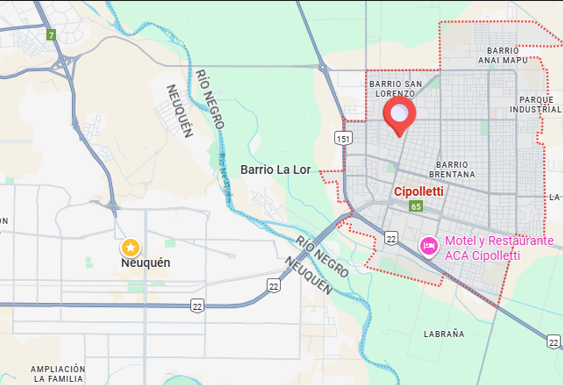 7
BARRIO
ANAI MAPU
BARRIO SAN
LORENZO
PARQUE
INDUSTRIAL
RÍO NEGRO
NEUQUÉN
151
Río Neuquén
Barrio La Lor
BARRIO
BRENTANA
Cipolletti
65
LA
ON
22
Motel y Restaurante
ACA Cipolletti
RÍO NEGRO
NEUQUÉN
Neuquén
22
22
LABRAÑA
22
AMPLIACIÓN
LA FAMILIA